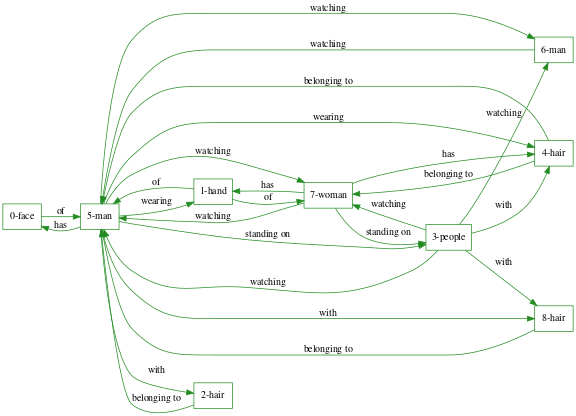 watching
watching
6-man
belonging to
watching
wearing
4-hair
watching
has
of
1-hand
has
belonging to
wearing
of
7-woman
0-face
of
has
5-man
watching
watching
with
standing on
standing on
3-people
with
watching
with
8-hair
belonging to
with
2-hair
belonging to